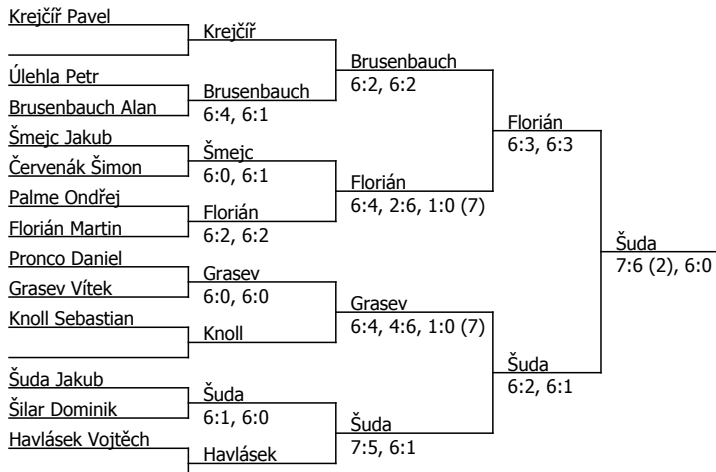 Krejčíř Pavel
Úlehla Petr
Brusenbauch Alan
Šmejc Jakub
Červenák Šimon
Palme Ondřej
Florián Martin
Pronco Daniel
Grasev Vítek
Knoll Sebastian
Šuda Jakub
Šilar Dominik
Havlásek Vojtěch
Krejčíř
Brusenbauch
6:4, 6:1
Šmejc
6:0, 6:1
Florián
6:2, 6:2
Grasev
6:0, 6:0
Knoll
Šuda
6:1, 6:0
Havlásek
Brusenbauch
6:2, 6:2
Florián
6:4, 2:6, 1:0 (7)
Grasev
6:4, 4:6, 1:0 (7)
Šuda
7:5, 6:1
Florián
6:3, 6:3
Šuda
6:2, 6:1
Šuda
7:6 (2), 6:0